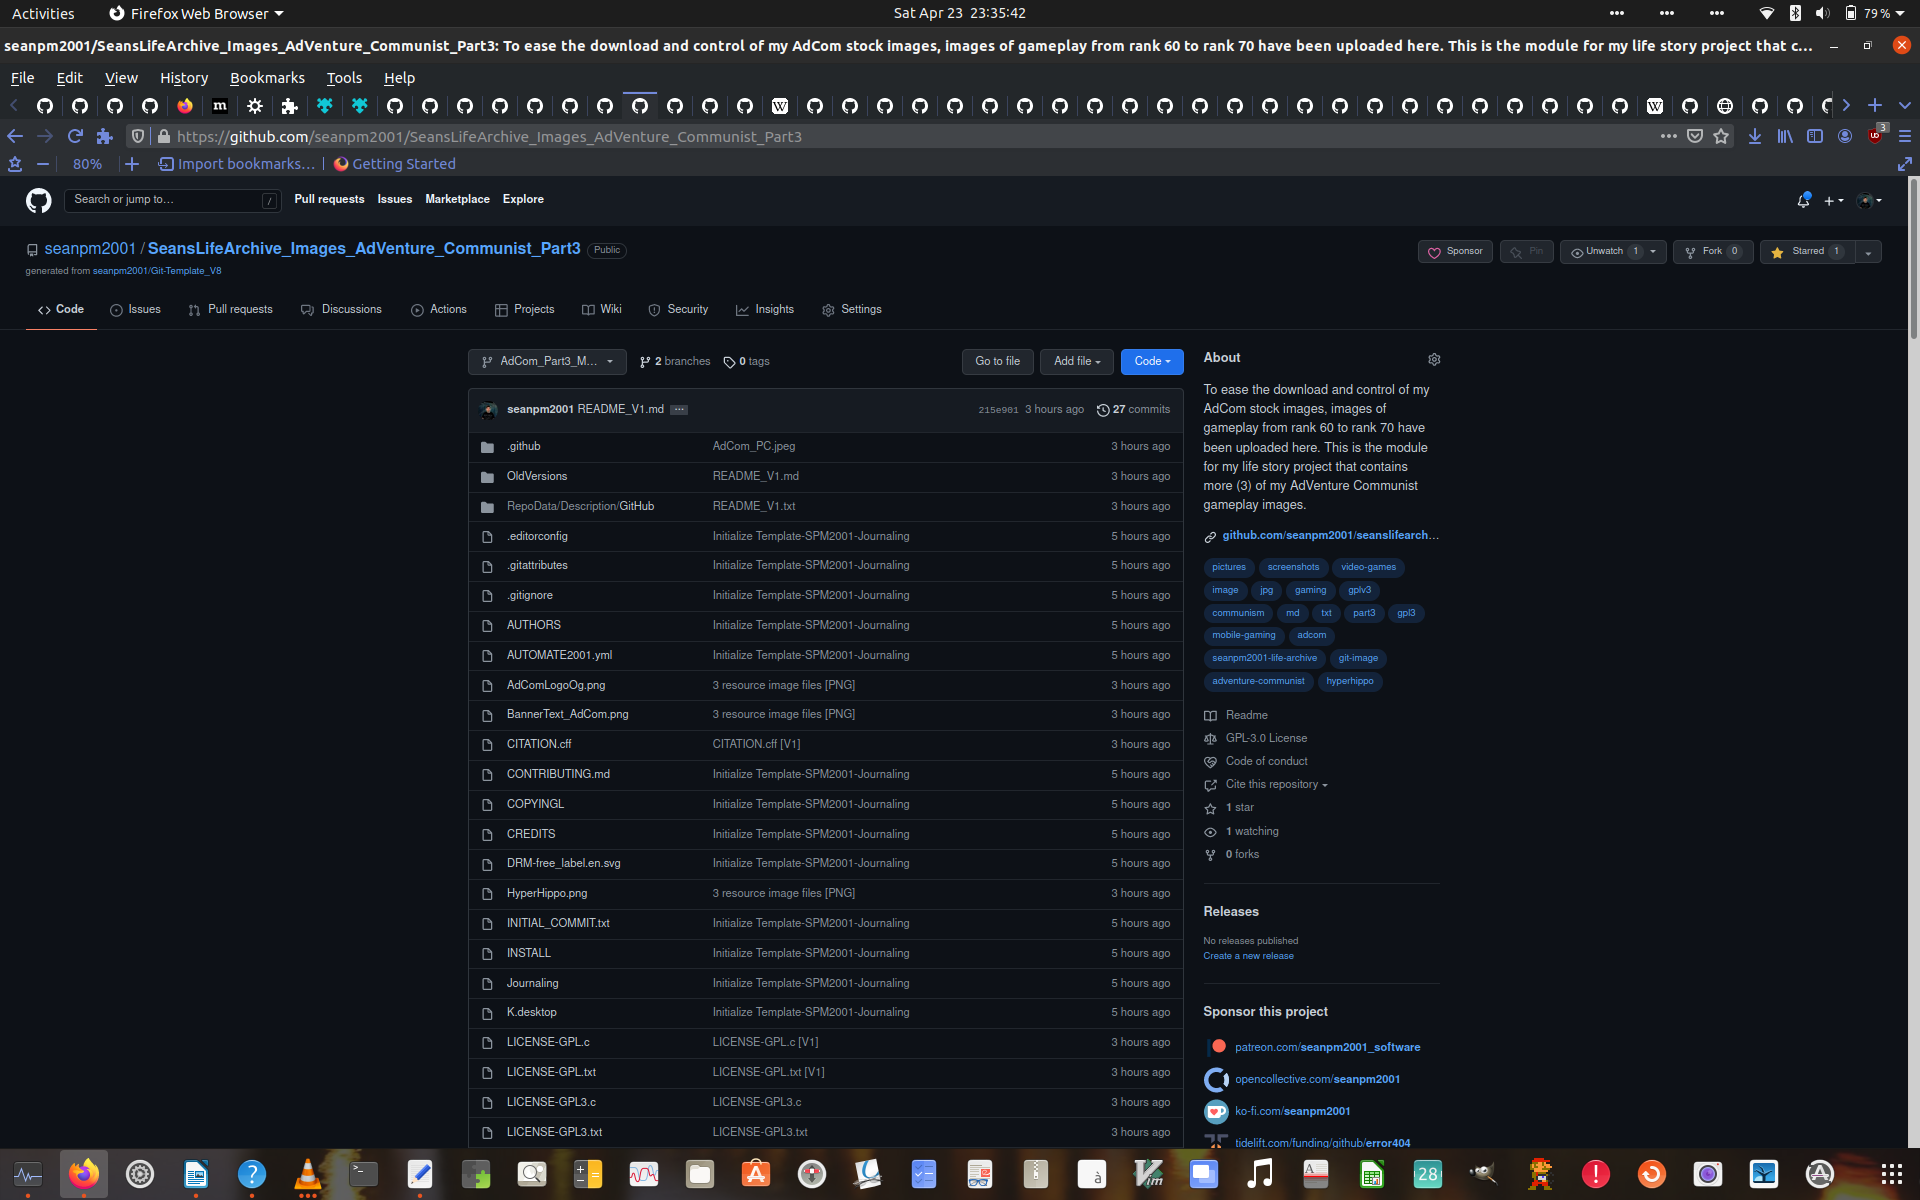 Activities
Firefox Web Browser
Sat Apr 23 23:35:42
79 %
seanpm2001/SeansLifeArchive_Images_AdVenture_Communist_Part3: To ease the download and control of my AdCom stock images, images of gameplay from rank 60 to rank 70 have been uploaded here. This is the module for my life story project that c…
File Edit View History Bookmarks Tools Help
https://github.com/seanpm2001/SeansLifeArchive_Images_AdVenture_Communist_Part3
3
80%
Import bookmarks…
Getting Started
Search or jump to…
/
Pull requests Issues Marketplace Explore
seanpm2001 / SeansLifeArchive_Images_AdVenture_Communist_Part3 Public
generated from seanpm2001/Git-Template_V8
Sponsor
Pin
Unwatch 1
Fork 0
Starred 1
Code
Issues
Pull requests
Discussions
Actions
Projects
Wiki
Security
Insights
Settings
AdCom_Part3_M...
2 branches
0 tags
Go to file
Add file
Code
seanpm2001 README_V1.md
215e901 3 hours ago
27 commits
.github AdCom_PC.jpeg 3 hours ago
OldVersions README_V1.md 3 hours ago
RepoData/Description/GitHub README_V1.txt 3 hours ago
.editorconfig Initialize Template-SPM2001-Journaling 5 hours ago
.gitattributes Initialize Template-SPM2001-Journaling 5 hours ago
.gitignore Initialize Template-SPM2001-Journaling 5 hours ago
AUTHORS Initialize Template-SPM2001-Journaling 5 hours ago
AUTOMATE2001.yml Initialize Template-SPM2001-Journaling 5 hours ago
AdComLogoOg.png 3 resource image files [PNG] 3 hours ago
BannerText_AdCom.png 3 resource image files [PNG] 3 hours ago
CITATION.cff CITATION.cff [V1] 3 hours ago
CONTRIBUTING.md Initialize Template-SPM2001-Journaling 5 hours ago
COPYINGL Initialize Template-SPM2001-Journaling 5 hours ago
CREDITS Initialize Template-SPM2001-Journaling 5 hours ago
DRM-free_label.en.svg Initialize Template-SPM2001-Journaling 5 hours ago
HyperHippo.png 3 resource image files [PNG] 3 hours ago
INITIAL_COMMIT.txt Initialize Template-SPM2001-Journaling 5 hours ago
INSTALL Initialize Template-SPM2001-Journaling 5 hours ago
Journaling Initialize Template-SPM2001-Journaling 5 hours ago
K.desktop Initialize Template-SPM2001-Journaling 5 hours ago
LICENSE-GPL.c LICENSE-GPL.c [V1] 3 hours ago
LICENSE-GPL.txt LICENSE-GPL.txt [V1] 3 hours ago
LICENSE-GPL3.c LICENSE-GPL3.c 3 hours ago
LICENSE-GPL3.txt LICENSE-GPL3.txt 3 hours ago
About
To ease the download and control of my
AdCom stock images, images of
gameplay from rank 60 to rank 70 have
been uploaded here. This is the module
for my life story project that contains
more (3) of my AdVenture Communist
gameplay images.
github.com/seanpm2001/seanslifearch…
pictures screenshots video-games
image jpg gaming gplv3
communism md txt part3 gpl3
mobile-gaming adcom
seanpm2001-life-archive git-image
adventure-communist hyperhippo
Readme
GPL-3.0 License
Code of conduct
Cite this repository
1 star
1 watching
0 forks
Releases
No releases published
Create a new release
Sponsor this project
patreon.com/seanpm2001_software
opencollective.com/seanpm2001
ko-fi.com/seanpm2001
tidelift.com/funding/github/error404
28